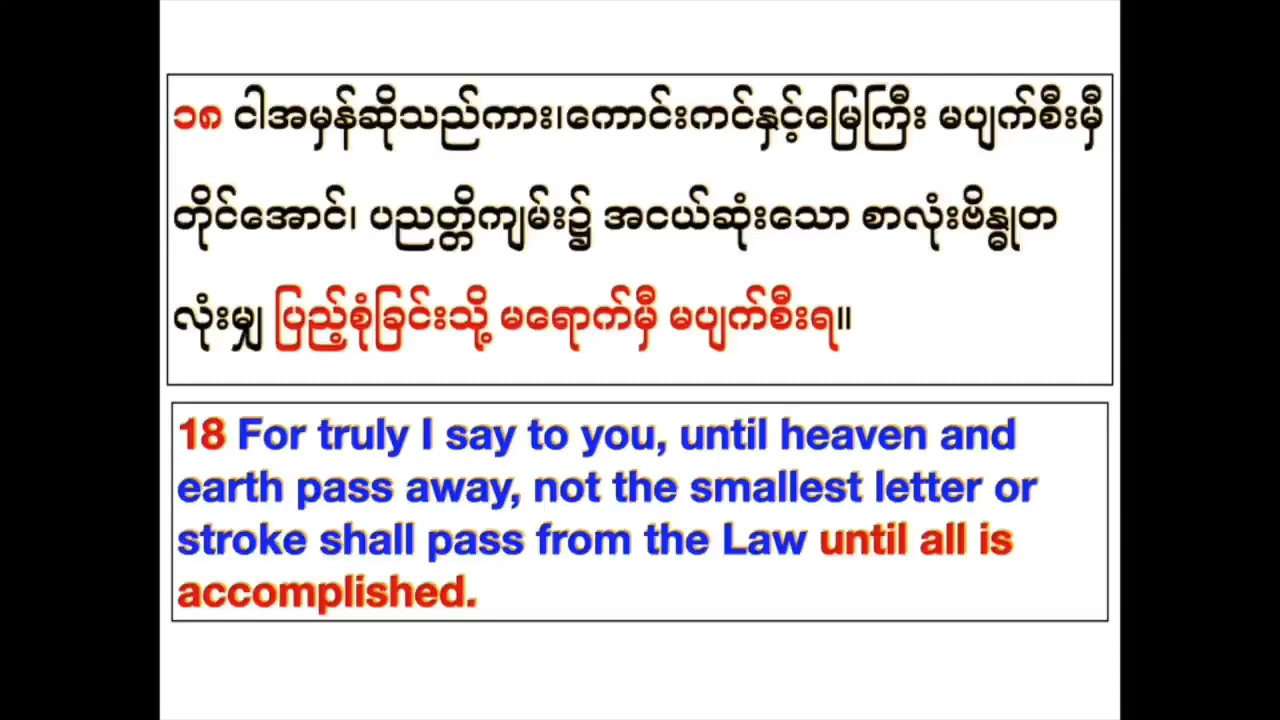 ၁၈ ငါအမှန်ဆိုသည်ကား၊ကောင်းကင်နှင့်မြေကြီး မပျက်စီးမှီ
တိုင်အောင်၊ ပညတ္တိကျမ်း၌ အငယ်ဆုံးသော စာလုံးဗိန္ဓုတ
လုံးမျှ ပြည့်စုံခြင်းသို့ မရောက်မှီ မပျက်စီးရ။
18 For truly I say to you, until heaven and
earth pass away, not the smallest letter or
stroke shall pass from the Law until all is
accomplished.